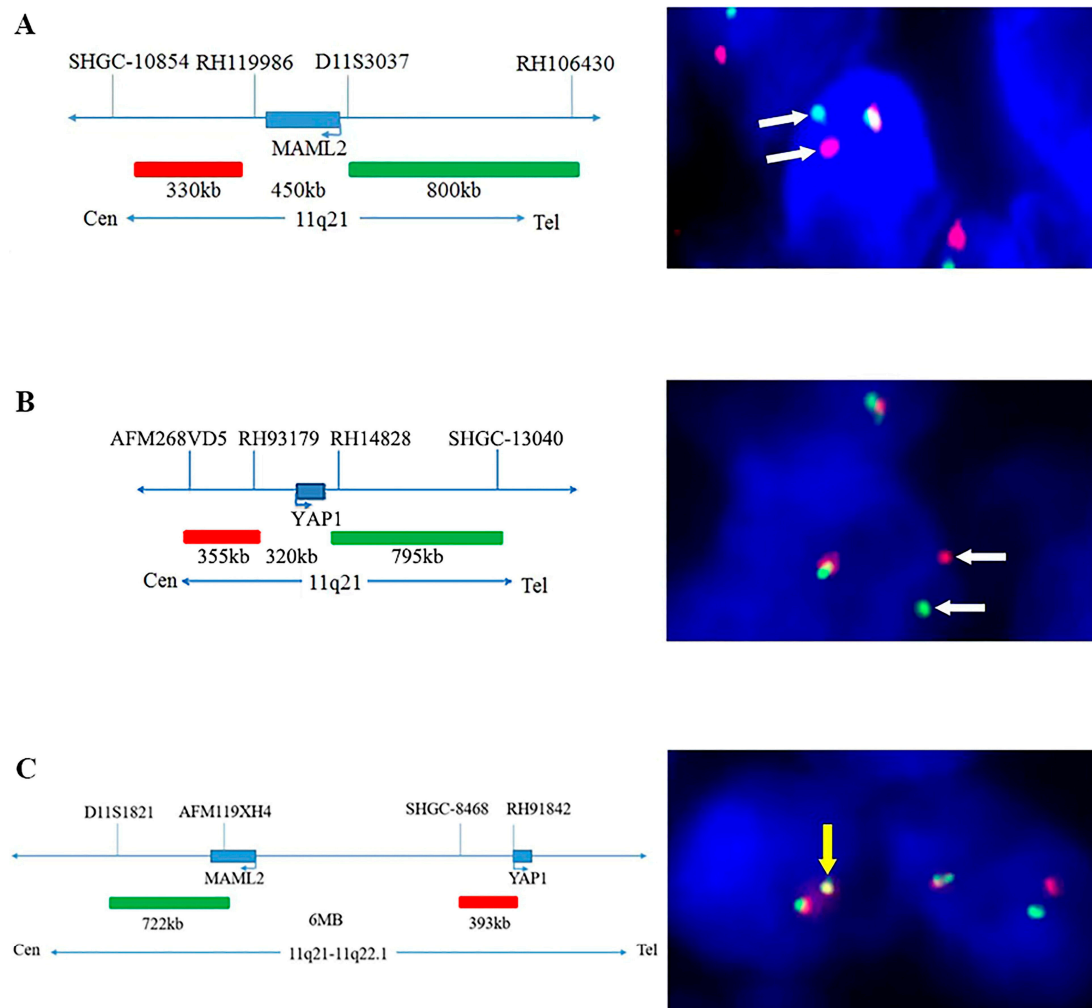 A
SHGC-10854 RH119986 D11S3037 RH106430
MAML2
330kb 450kb 800kb
Cen 11q21 Tel
B
AFM268VD5 RH93179 RH14828 SHGC-13040
YAP1
355kb 320kb 795kb
Cen 11q21 Tel
C
D11S1821 AFM119XH4 SHGC-8468 RH91842
MAML2 YAP1
722kb 6MB 393kb
Cen 11q21-11q22.1 Tel